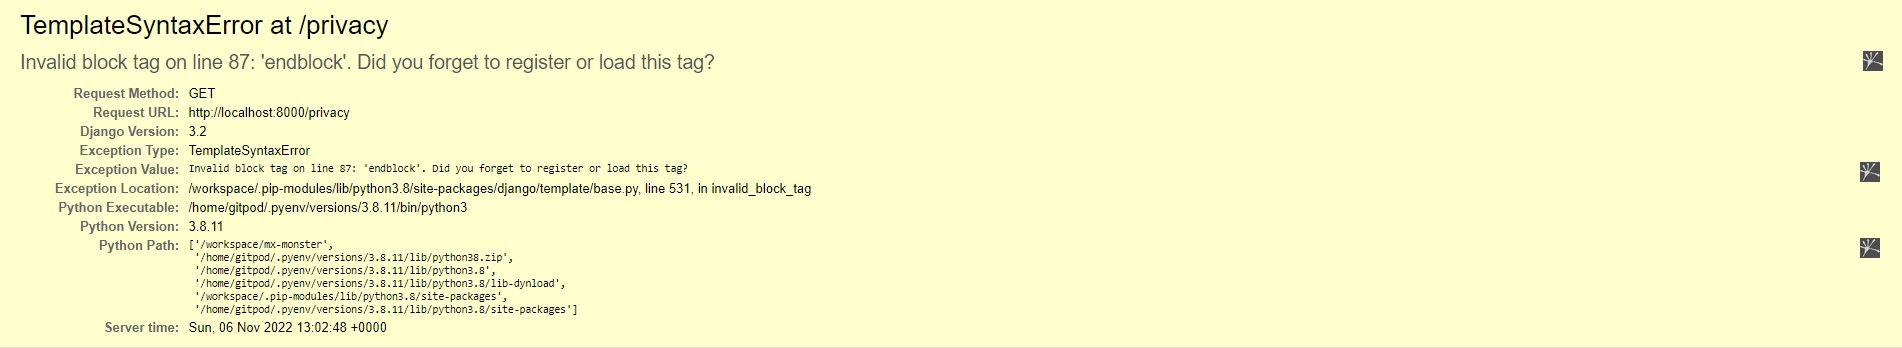 TemplateSyntaxError at /privacy
Invalid block tag on line 87: 'endblock'. Did you forget to register or load this tag?
Request Method: GET
Request URL: http://localhost:8000/privacy
Django Version: 3.2
Exception Type: TemplateSyntaxError
Exception Value: Invalid block tag on line 87: 'endblock'. Did you forget to register or load this tag?
Exception Location: /workspace/.pip-modules/lib/python3.8/site-packages/django/template/base.py, line 531, in invalid_block_tag
Python Executable: /home/gitpod/.pyenv/versions/3.8.11/bin/python3
Python Version: 3.8.11
Python Path: ['/workspace/mx-monster',
'/home/gitpod/.pyenv/versions/3.8.11/lib/python38.zip',
'/home/gitpod/.pyenv/versions/3.8.11/lib/python3.8',
'/home/gitpod/.pyenv/versions/3.8.11/lib/python3.8/lib-dynload',
'/workspace/.pip-modules/lib/python3.8/site-packages',
'/home/gitpod/.pyenv/versions/3.8.11/lib/python3.8/site-packages']
Server time: Sun, 06 Nov 2022 13:02:48 +0000